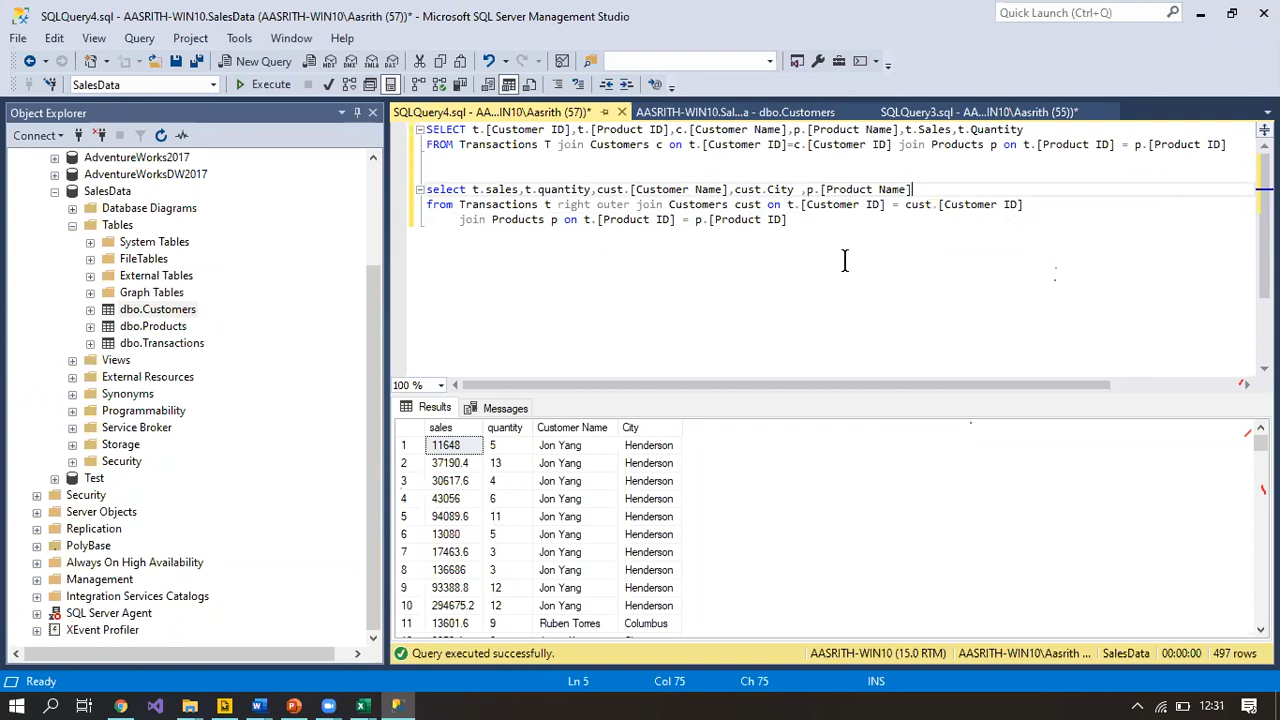 SQLQuery4.sql - AASRITH-WIN10.SalesData (AASRITH-WIN10\Aasrith (57))* - Microsoft SQL Server Management Studio
Quick Launch (Ctrl+Q)
File Edit View Query Project Tools Window Help
New Query
SalesData Execute
Object Explorer
SQLQuery4.sql - AA...IN10\Aasrith (57))* AASRITH-WIN10.Sal...a - dbo.Customers SQLQuery3.sql - AA...IN10\Aasrith (55))*
Connect
AdventureWorks2017
AdventureWorksDW2017
SalesData
Database Diagrams
Tables
System Tables
FileTables
External Tables
Graph Tables
dbo.Customers
dbo.Products
dbo.Transactions
Views
External Resources
Synonyms
Programmability
Service Broker
Storage
Security
Test
Security
Server Objects
Replication
PolyBase
Always On High Availability
Management
Integration Services Catalogs
SQL Server Agent
XEvent Profiler
SELECT t.[Customer ID],t.[Product ID],c.[Customer Name],p.[Product Name],t.Sales,t.Quantity
FROM Transactions T join Customers c on t.[Customer ID]=c.[Customer ID] join Products p on t.[Product ID] = p.[Product ID]
select t.sales,t.quantity,cust.[Customer Name],cust.City ,p.[Product Name]
from Transactions t right outer join Customers cust on t.[Customer ID] = cust.[Customer ID]
join Products p on t.[Product ID] = p.[Product ID]
100 %
Results Messages
sales quantity Customer Name City
1 11648 5 Jon Yang Henderson
2 37190.4 13 Jon Yang Henderson
3 30617.6 4 Jon Yang Henderson
4 43056 6 Jon Yang Henderson
5 94089.6 11 Jon Yang Henderson
6 13080 5 Jon Yang Henderson
7 17463.6 3 Jon Yang Henderson
8 136686 3 Jon Yang Henderson
9 93388.8 12 Jon Yang Henderson
10 294675.2 12 Jon Yang Henderson
11 13601.6 9 Ruben Torres Columbus
Query executed successfully. AASRITH-WIN10 (15.0 RTM) AASRITH-WIN10\Aasrith ... SalesData 00:00:00 497 rows
Ready Ln 5 Col 75 Ch 75 INS
12:31